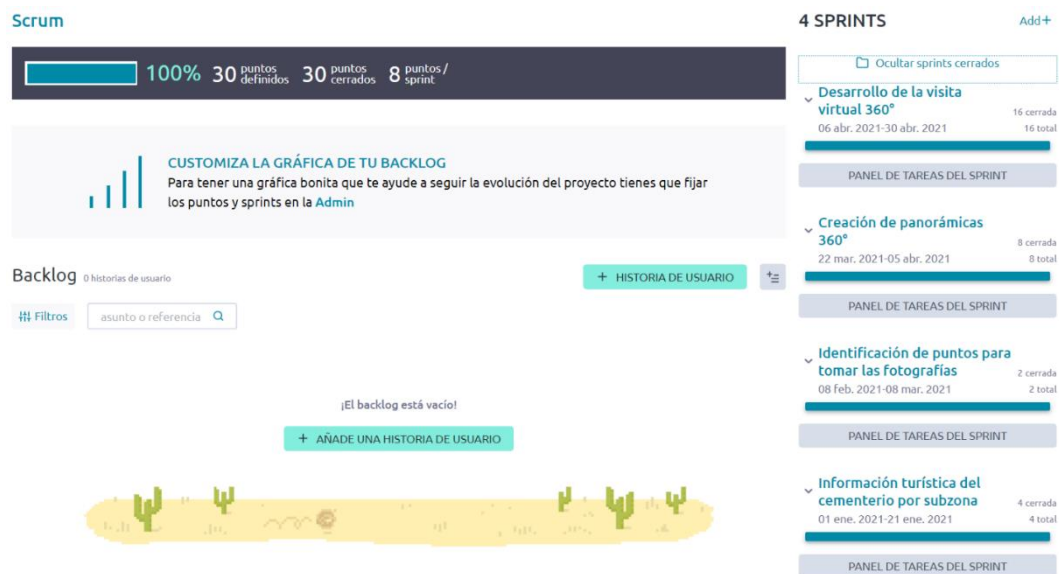 Scrum
100% 30 puntos definidos 30 puntos cerrados 8 puntos / sprint
CUSTOMIZA LA GRÁFICA DE TU BACKLOG
Para tener una gráfica bonita que te ayude a seguir la evolución del proyecto tienes que fijar
los puntos y sprints en la Admin
Backlog 0 historias de usuario
+ HISTORIA DE USUARIO
Filtros
asunto o referencia
¡El backlog está vacío!
+ AÑADE UNA HISTORIA DE USUARIO
4 SPRINTS
Add+
Ocultar sprints cerrados
Desarrollo de la visita
virtual 360°
16 cerrada
06 abr. 2021-30 abr. 2021
16 total
PANEL DE TAREAS DEL SPRINT
Creación de panorámicas
360°
8 cerrada
22 mar. 2021-05 abr. 2021
8 total
PANEL DE TAREAS DEL SPRINT
Identificación de puntos para
tomar las fotografías
2 cerrada
08 feb. 2021-08 mar. 2021
2 total
PANEL DE TAREAS DEL SPRINT
Información turística del
cementerio por subzona
4 cerrada
01 ene. 2021-21 ene. 2021
4 total
PANEL DE TAREAS DEL SPRINT